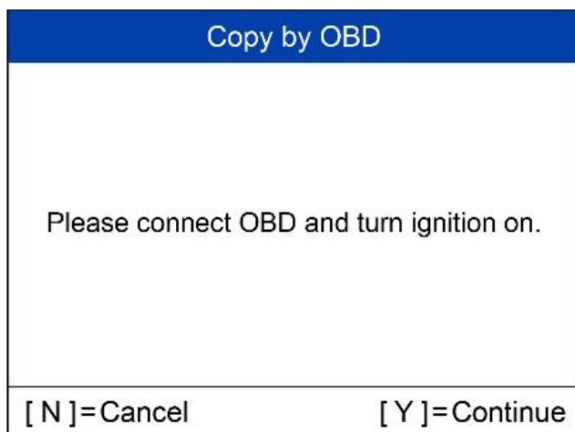 Copy by OBD
Please connect OBD and turn ignition on.
[ N ]=Cancel [ Y ]=Continue